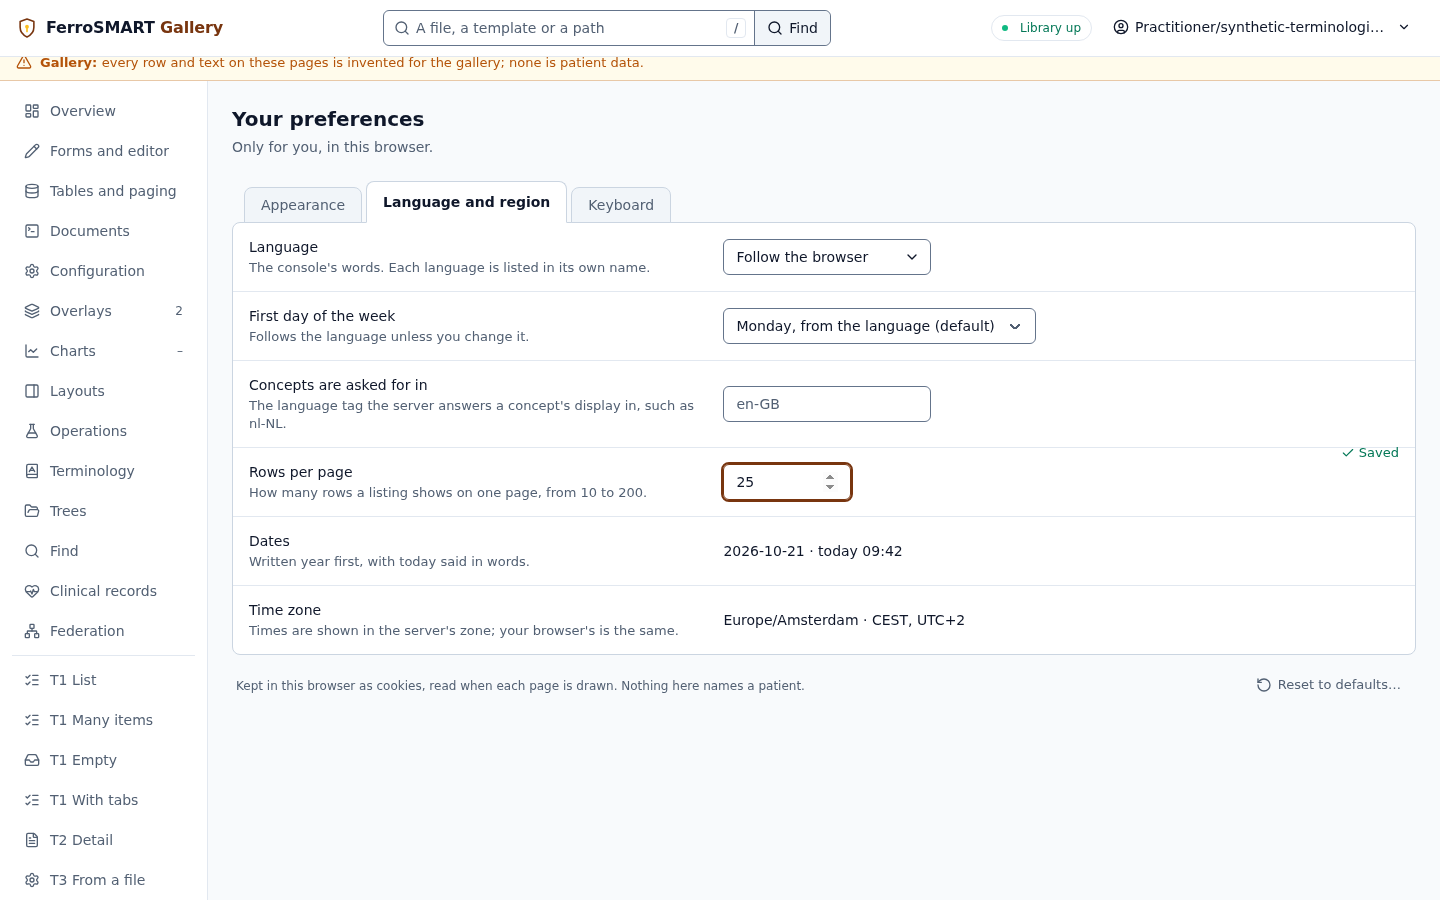 FerroSMART Gallery
A file, a template or a path
/
Find
Library up
Practitioner/synthetic-terminologi…
Gallery: every row and text on these pages is invented for the gallery; none is patient data.
Overview
Forms and editor
Tables and paging
Documents
Configuration
Overlays 2
Charts –
Layouts
Operations
Terminology
Trees
Find
Clinical records
Federation
T1 List
T1 Many items
T1 Empty
T1 With tabs
T2 Detail
T3 From a file
Your preferences
Only for you, in this browser.
Appearance
Language and region
Keyboard
Language
The console's words. Each language is listed in its own name.
Follow the browser
First day of the week
Follows the language unless you change it.
Monday, from the language (default)
Concepts are asked for in
The language tag the server answers a concept's display in, such as
nl-NL.
en-GB
Saved
Rows per page
How many rows a listing shows on one page, from 10 to 200.
25
Dates
Written year first, with today said in words.
2026-10-21 · today 09:42
Time zone
Times are shown in the server's zone; your browser's is the same.
Europe/Amsterdam · CEST, UTC+2
Kept in this browser as cookies, read when each page is drawn. Nothing here names a patient.
Reset to defaults…